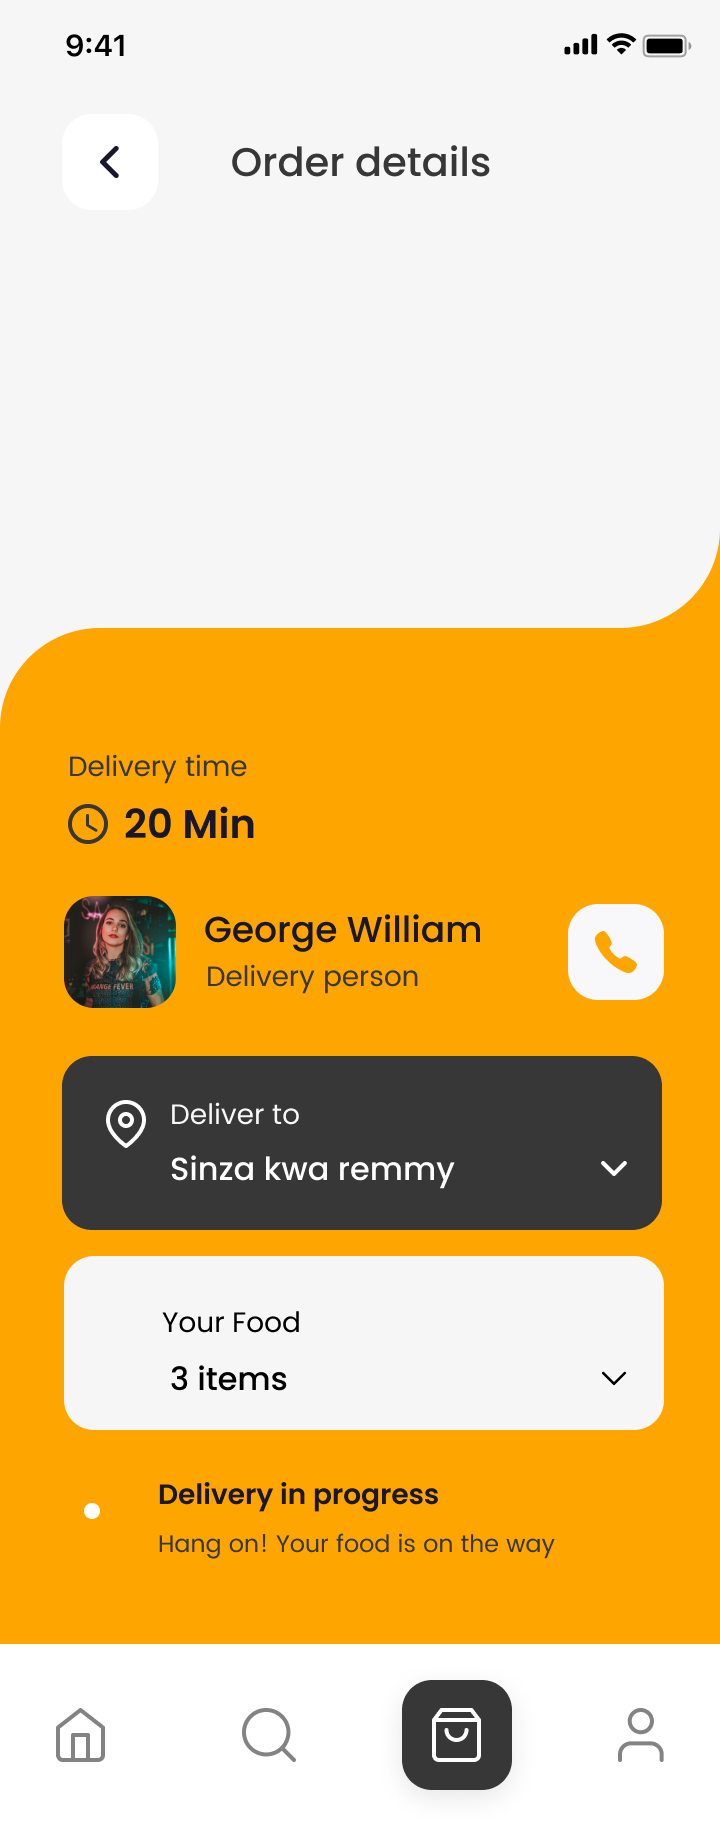 9:41
Order details
Delivery time
20 Min
George William
Delivery person
Deliver to
Sinza kwa remmy
Your Food
3 items
Delivery in progress
Hang on! Your food is on the way